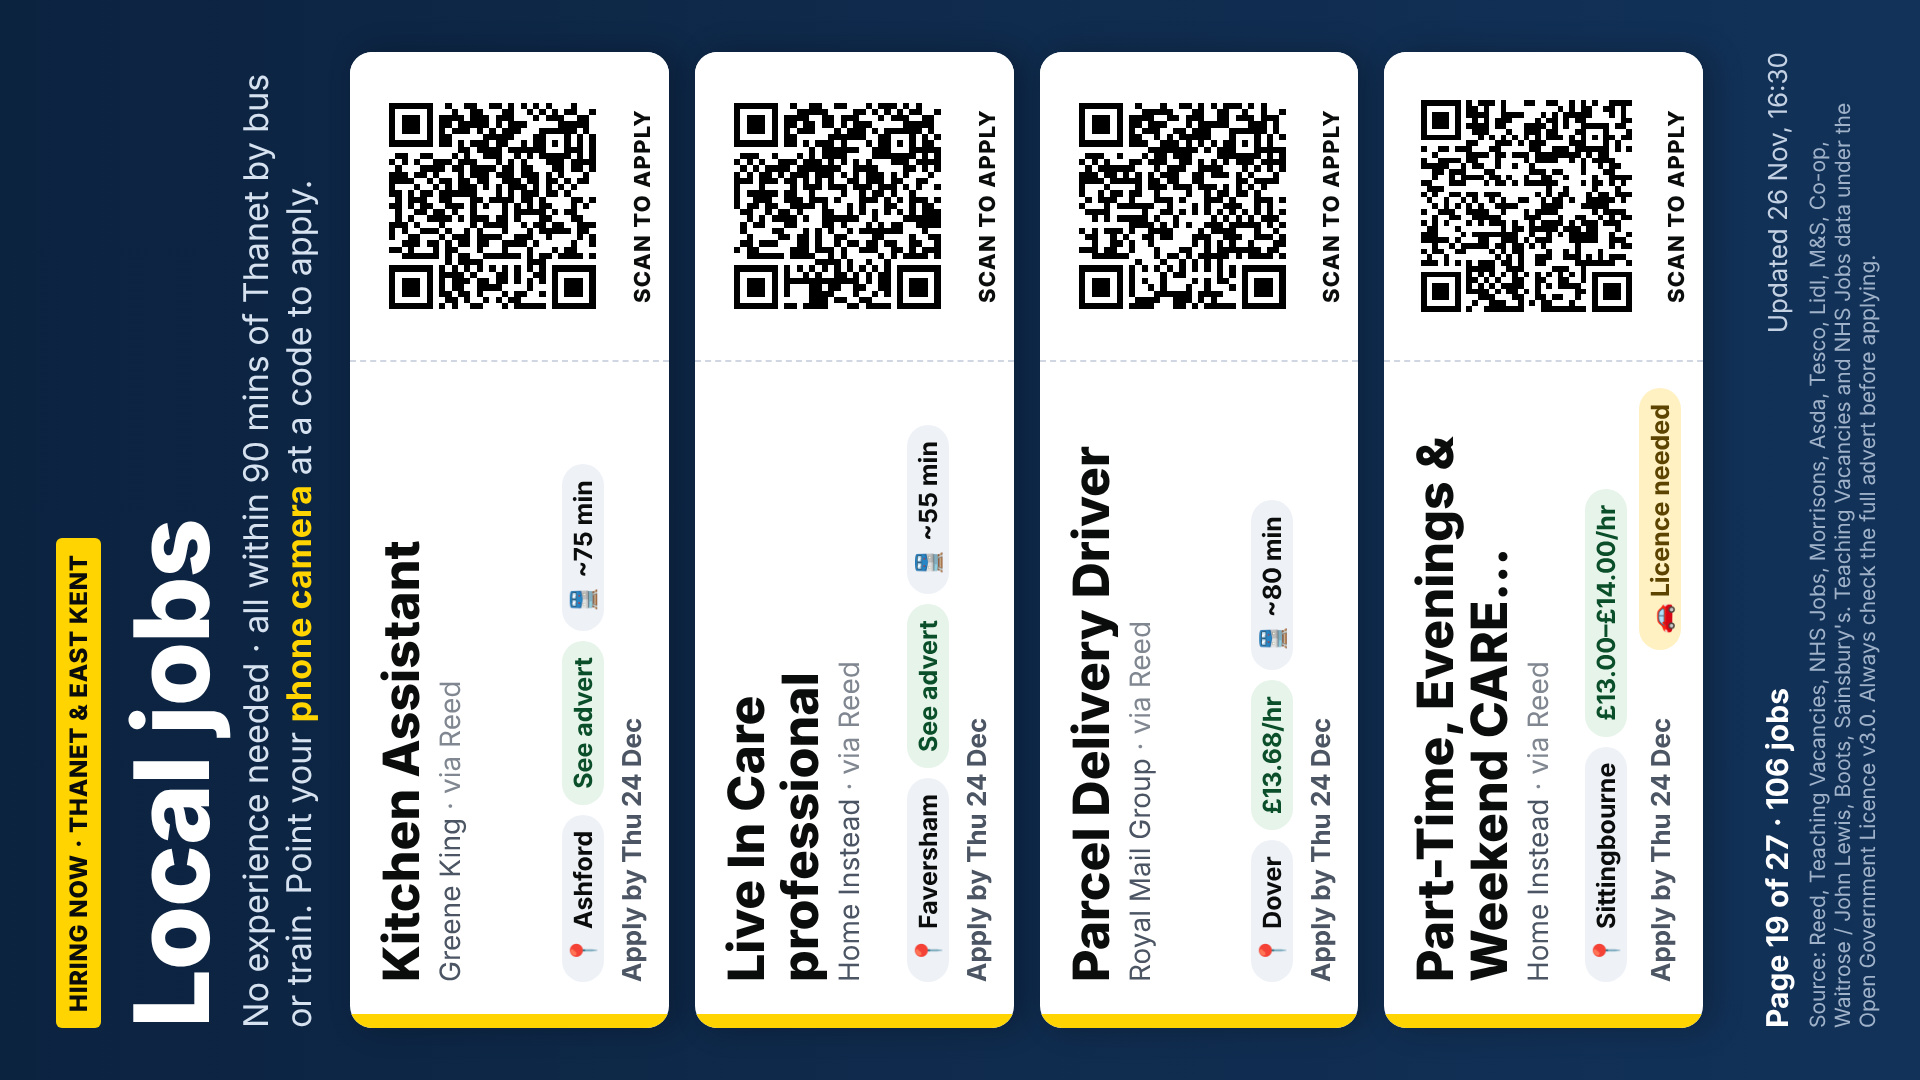 HIRING NOW · THANET & EAST KENT
Local jobs
No experience needed · all within 90 mins of Thanet by bus
or train. Point your phone camera at a code to apply.
Kitchen Assistant
Greene King · via Reed
📍 Ashford
See advert
🚆 ~75 min
Apply by Thu 24 Dec
SCAN TO APPLY
Live In Care
professional
Home Instead · via Reed
📍 Faversham
See advert
🚆 ~55 min
Apply by Thu 24 Dec
SCAN TO APPLY
Parcel Delivery Driver
Royal Mail Group · via Reed
📍 Dover
£13.68/hr
🚆 ~80 min
Apply by Thu 24 Dec
SCAN TO APPLY
Part-Time, Evenings &
Weekend CARE…
Home Instead · via Reed
📍 Sittingbourne
£13.00–£14.00/hr
Apply by Thu 24 Dec
🚗 Licence needed
SCAN TO APPLY
Page 19 of 27 · 106 jobs
Updated 26 Nov, 16:30
Source: Reed, Teaching Vacancies, NHS Jobs, Morrisons, Asda, Tesco, Lidl, M&S, Co-op,
Waitrose / John Lewis, Boots, Sainsbury's. Teaching Vacancies and NHS Jobs data under the
Open Government Licence v3.0. Always check the full advert before applying.